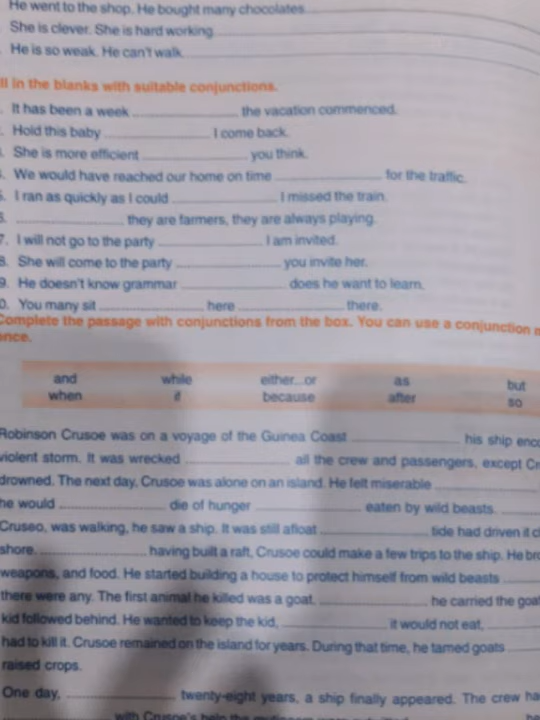 He went to the shop. He bought many chocolates
She is clever. She is hard working
He is so weak. He can't walk
ll in the blanks with suitable conjunctions.
It has been a week ............ the vacation commenced.
Hold this baby ............ I come back.
She is more efficient ............ you think.
We would have reached our home on time ............ for the traffic.
I ran as quickly as I could ............ I missed the train.
............ they are farmers, they are always playing.
7. I will not go to the party ............ I am invited.
8. She will come to the party ............ you invite her.
9. He doesn't know grammar ............ does he want to learn.
0. You many sit ............ here ............ there.
Complete the passage with conjunctions from the box. You can use a conjunction
once.
and while either...or as but
when if because after so
Robinson Crusoe was on a voyage of the Guinea Coast ............ his ship enc
violent storm. It was wrecked ............ all the crew and passengers, except Cr
drowned. The next day, Crusoe was alone on an island. He felt miserable ............
he would ............ die of hunger ............ eaten by wild beasts. ............
Cruseo, was walking, he saw a ship. It was still afloat ............ tide had driven it cl
shore. ............ having built a raft, Crusoe could make a few trips to the ship. He bro
weapons, and food. He started building a house to protect himself from wild beasts ............
there were any. The first animal he killed was a goat. ............ he carried the goat
kid followed behind. He wanted to keep the kid, ............ it would not eat, ............
had to kill it. Crusoe remained on the island for years. During that time, he tamed goats ............
raised crops.
One day, ............ twenty-eight years, a ship finally appeared. The crew ha
with Crusoe's help the